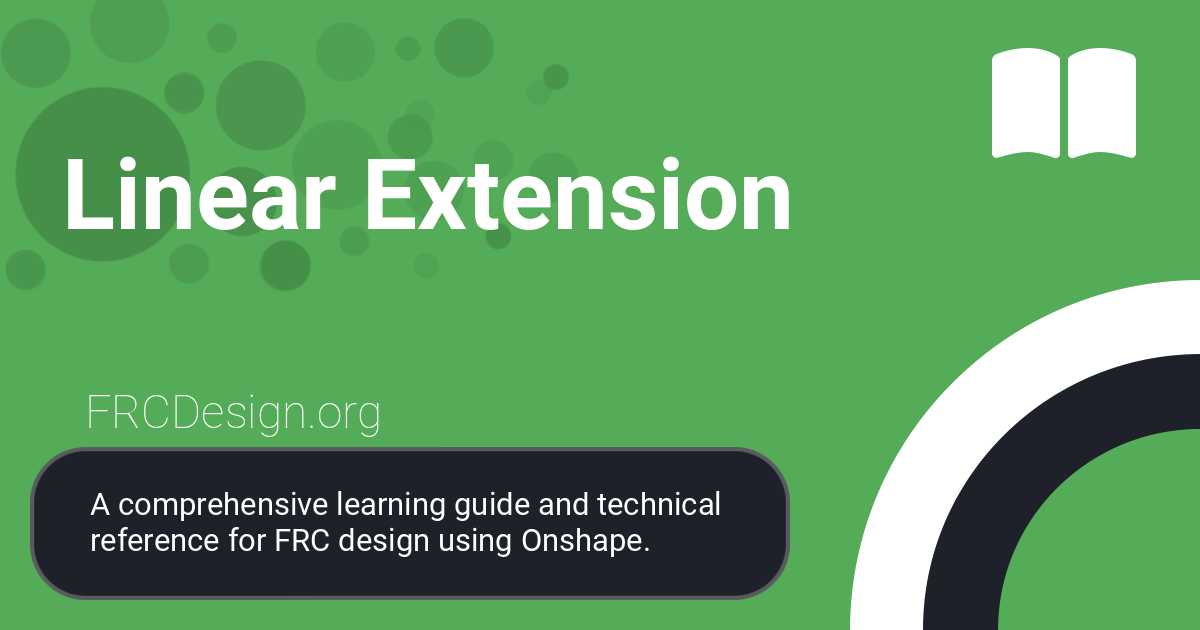 Linear Extension
FRCDesign.org
A comprehensive learning guide and technical
reference for FRC design using Onshape.